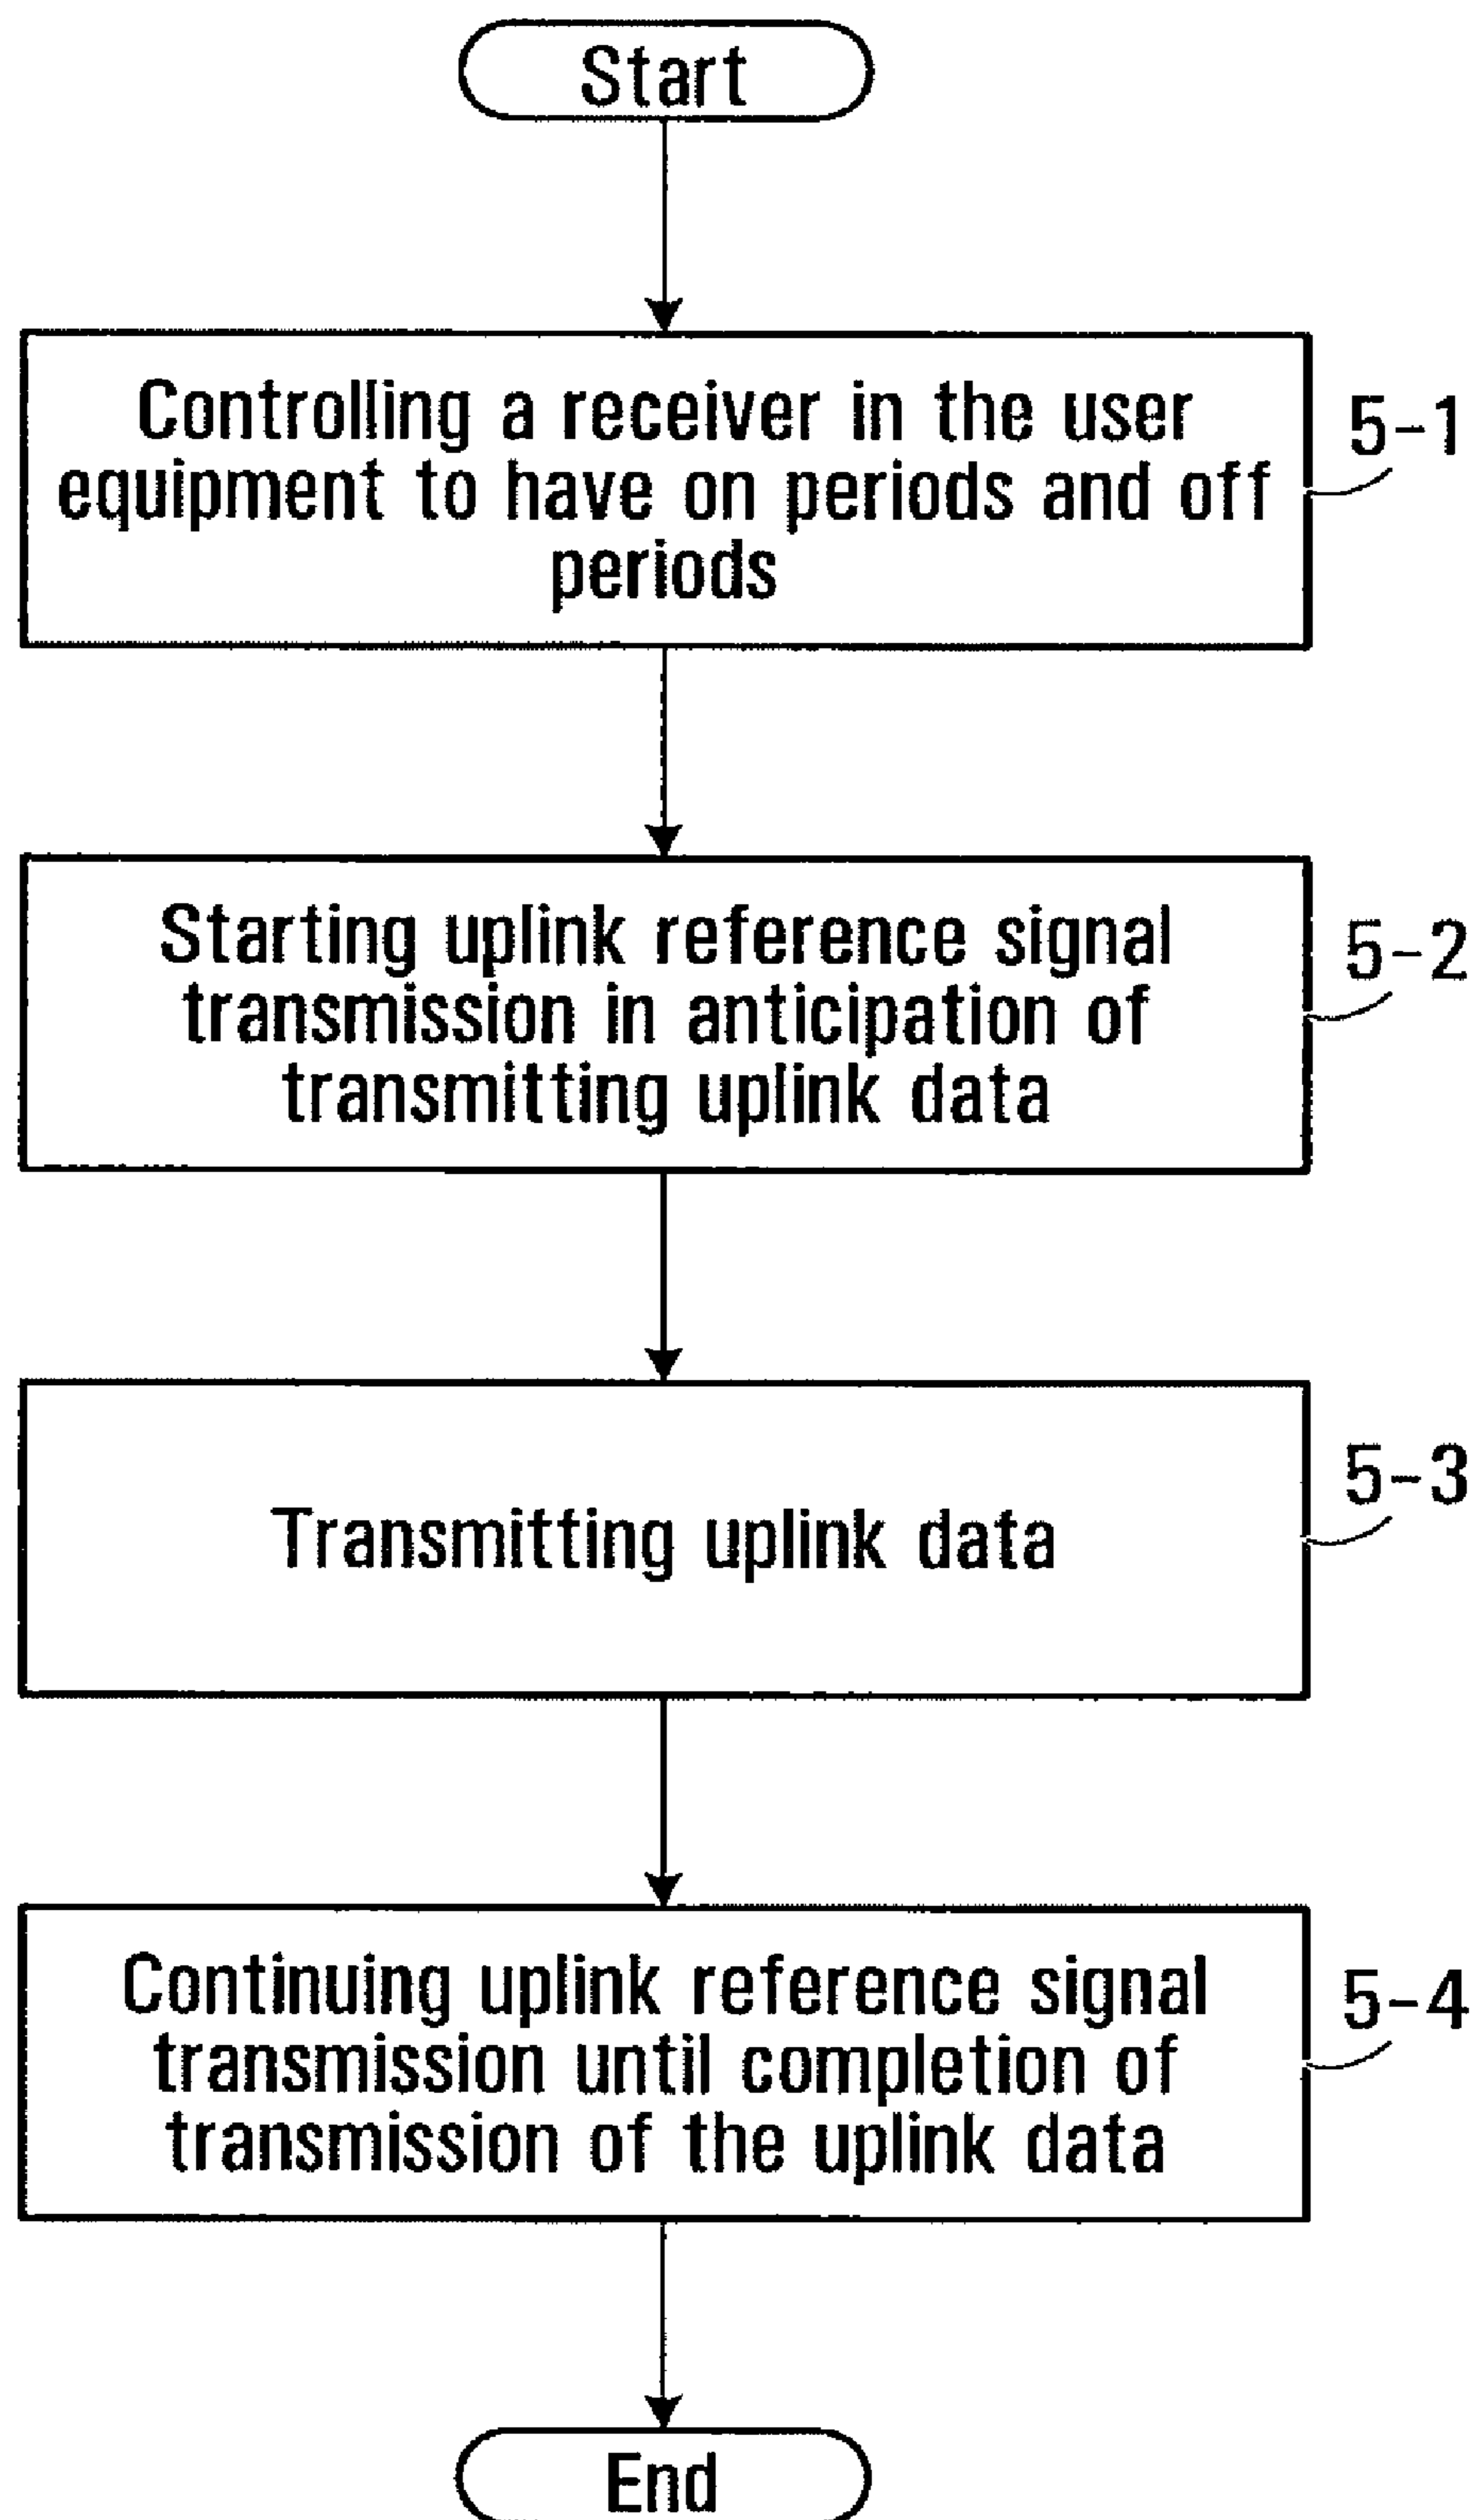 Start
Controlling a receiver in the user
equipment to have on periods and off
periods
5-1
Starting uplink reference signal
transmission in anticipation of
transmitting uplink data
5-2
Transmitting uplink data
5-3
Continuing uplink reference signal
transmission until completion of
transmission of the uplink data
5-4
End